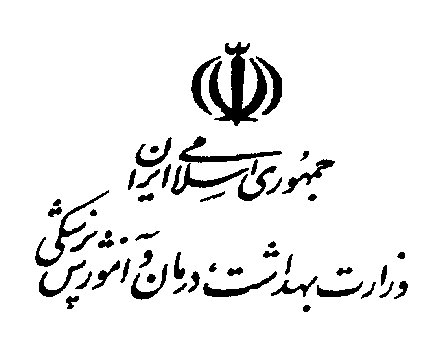 جمهوری اسلامی ایران
وزارت بهداشت، درمان و آموزش پزشکی